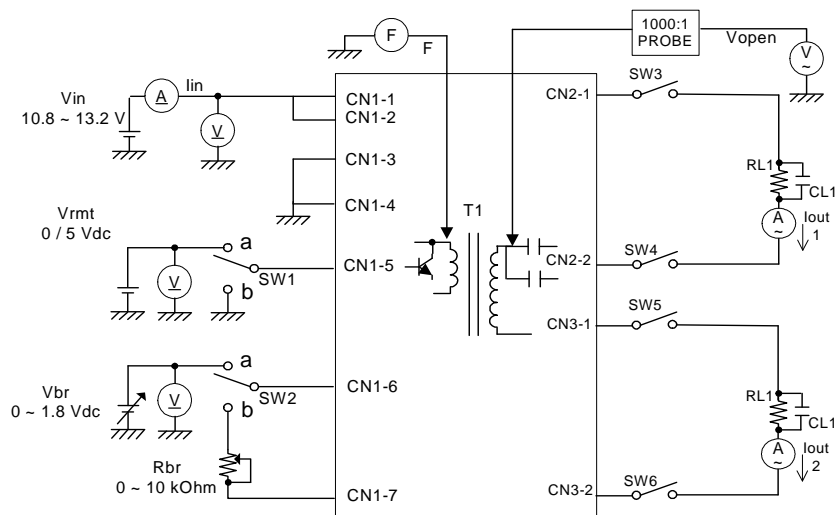 F
F
1000:1
PROBE
Vopen
V
~
Vin
10.8 ~ 13.2 V
A
Iin
V
CN1-1
CN1-2
CN1-3
CN1-4
CN2-1
SW3
RL1
CL1
A
~
Iout
1
Vrmt
0 / 5 Vdc
V
a
b
SW1
CN1-5
T1
CN2-2
SW4
CN3-1
SW5
Vbr
0 ~ 1.8 Vdc
V
a
b
SW2
CN1-6
RL1
CL1
A
~
Iout
2
Rbr
0 ~ 10 kOhm
CN1-7
CN3-2
SW6